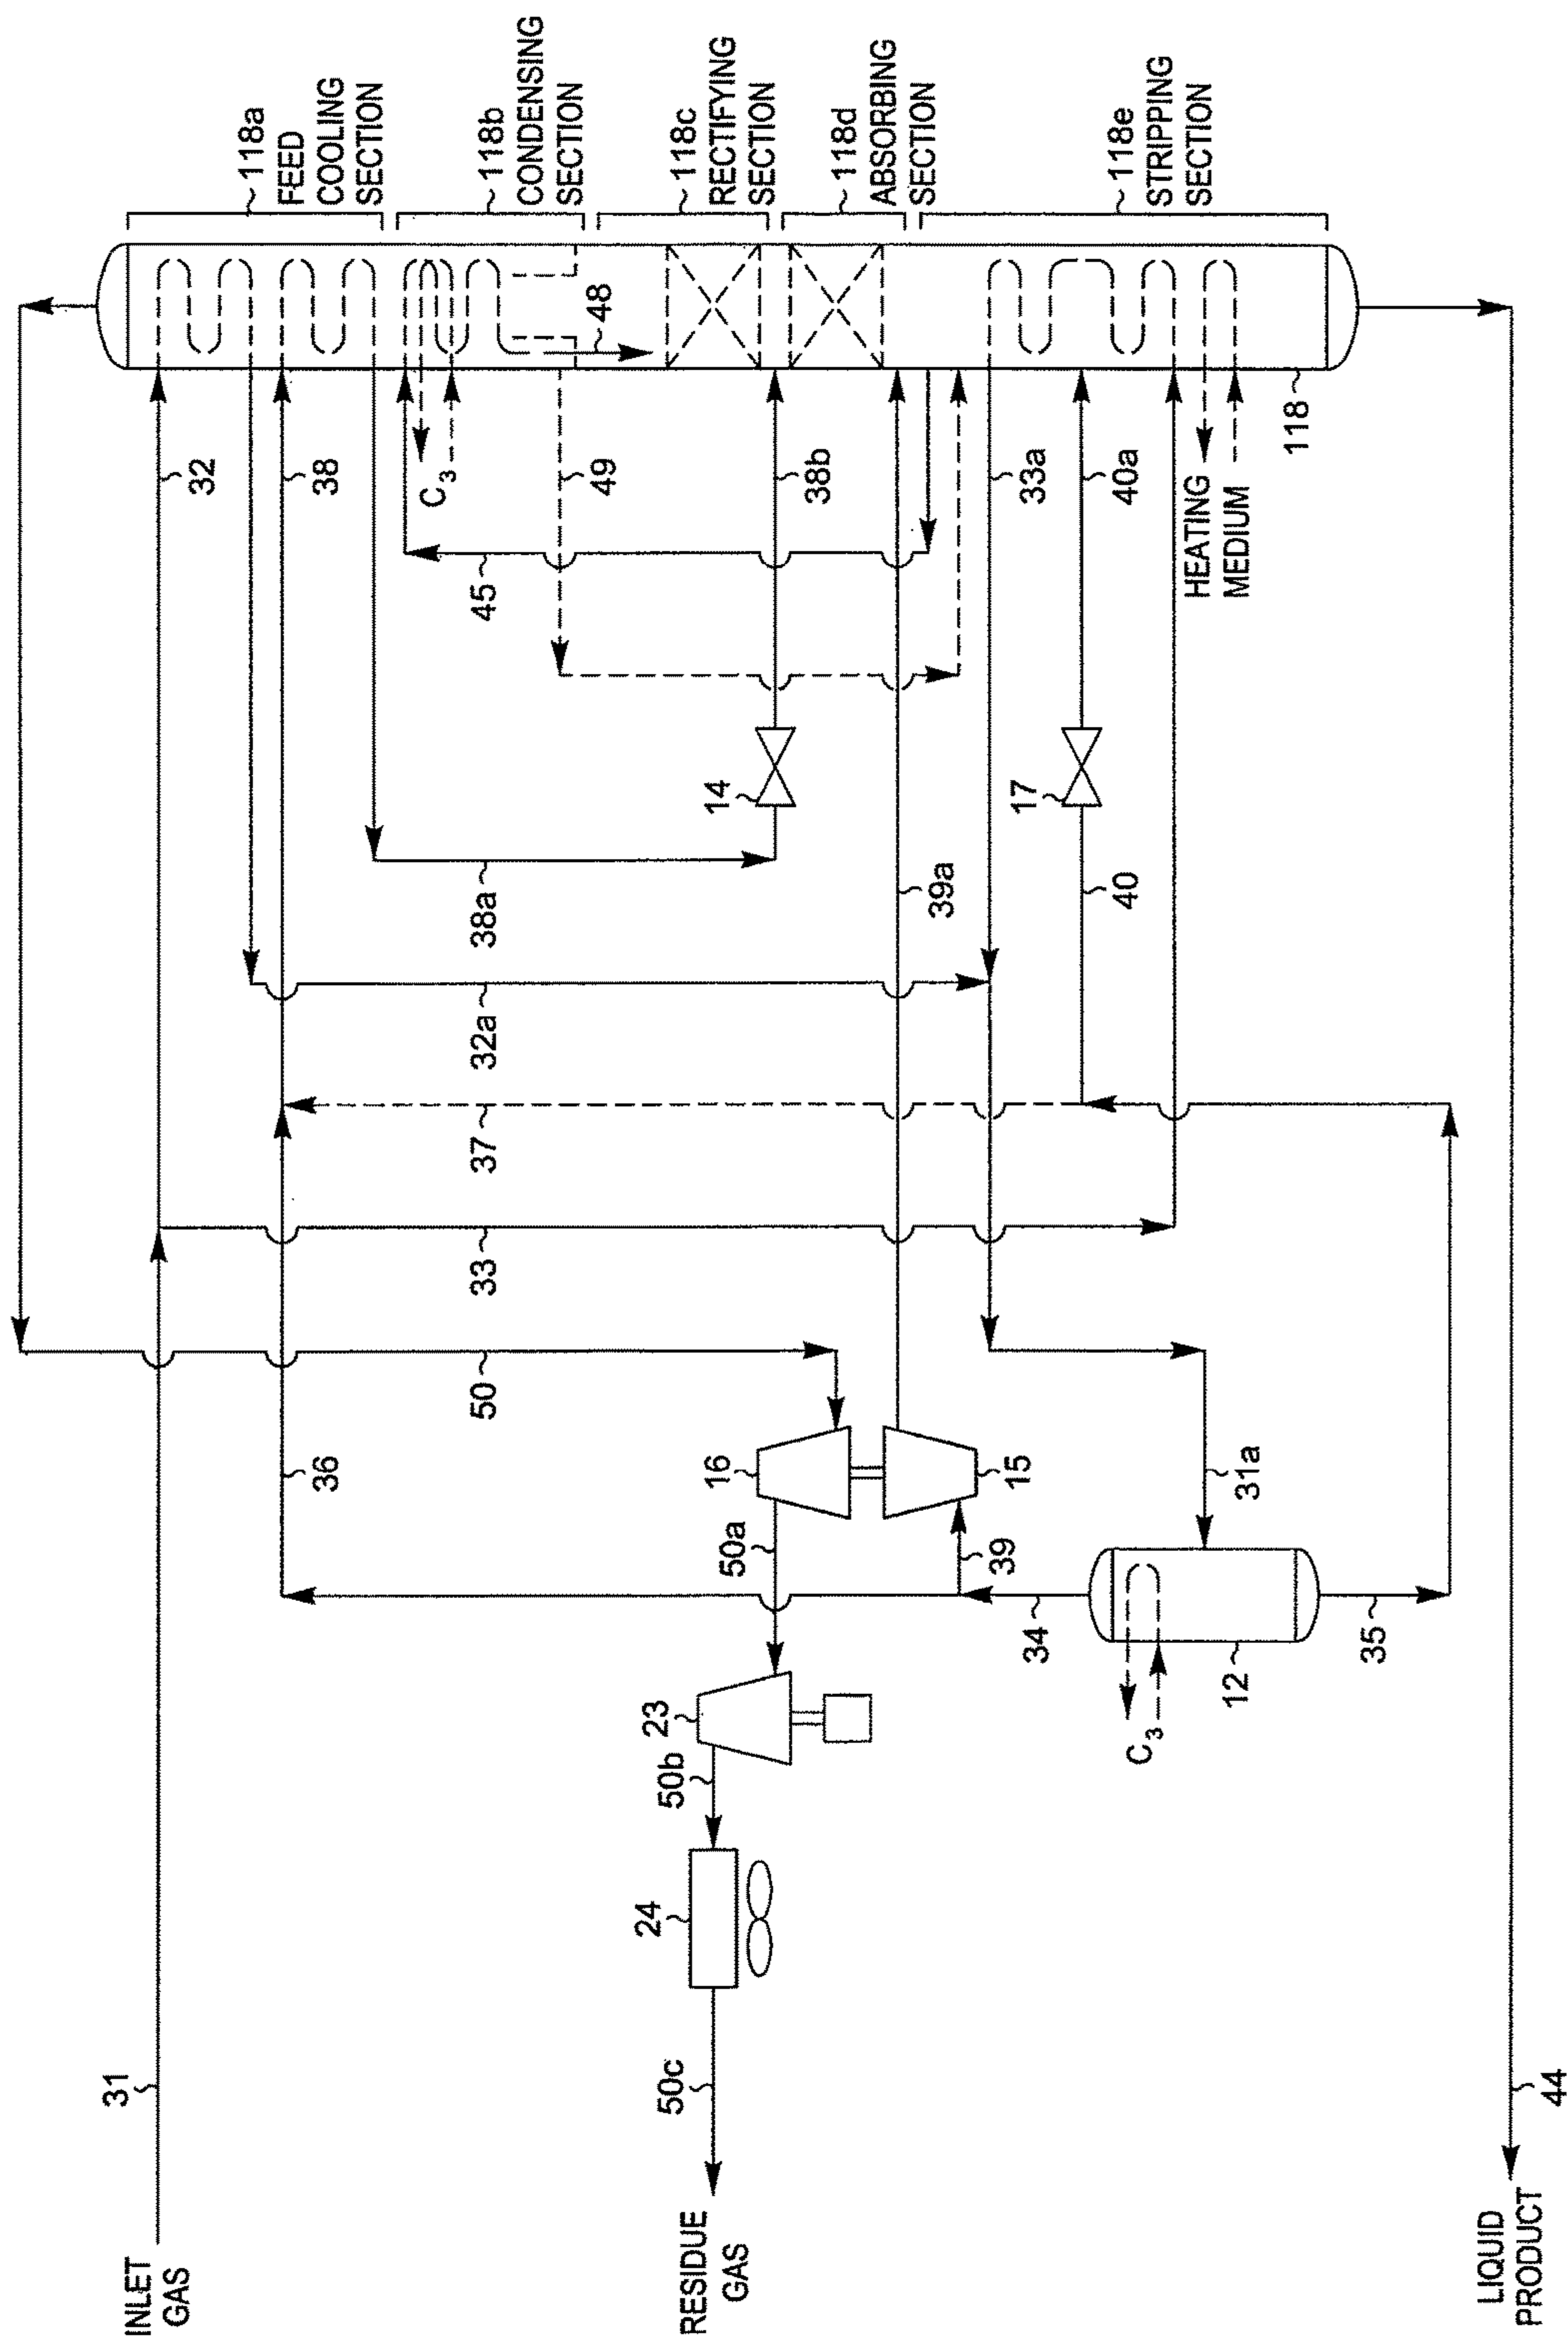 INLET
GAS
31
RESIDUE
GAS
50c
24
50b
23
50a
16
15
39
34
C3
12
35
31a
LIQUID
PRODUCT
44
36
50
33
37
32a
38a
39a
40
14
17
45
49
32
38
C3
38b
33a
40a
HEATING
MEDIUM
48
118
118a
FEED
COOLING
SECTION
118b
CONDENSING
SECTION
118c
RECTIFYING
SECTION
118d
ABSORBING
SECTION
118e
STRIPPING
SECTION